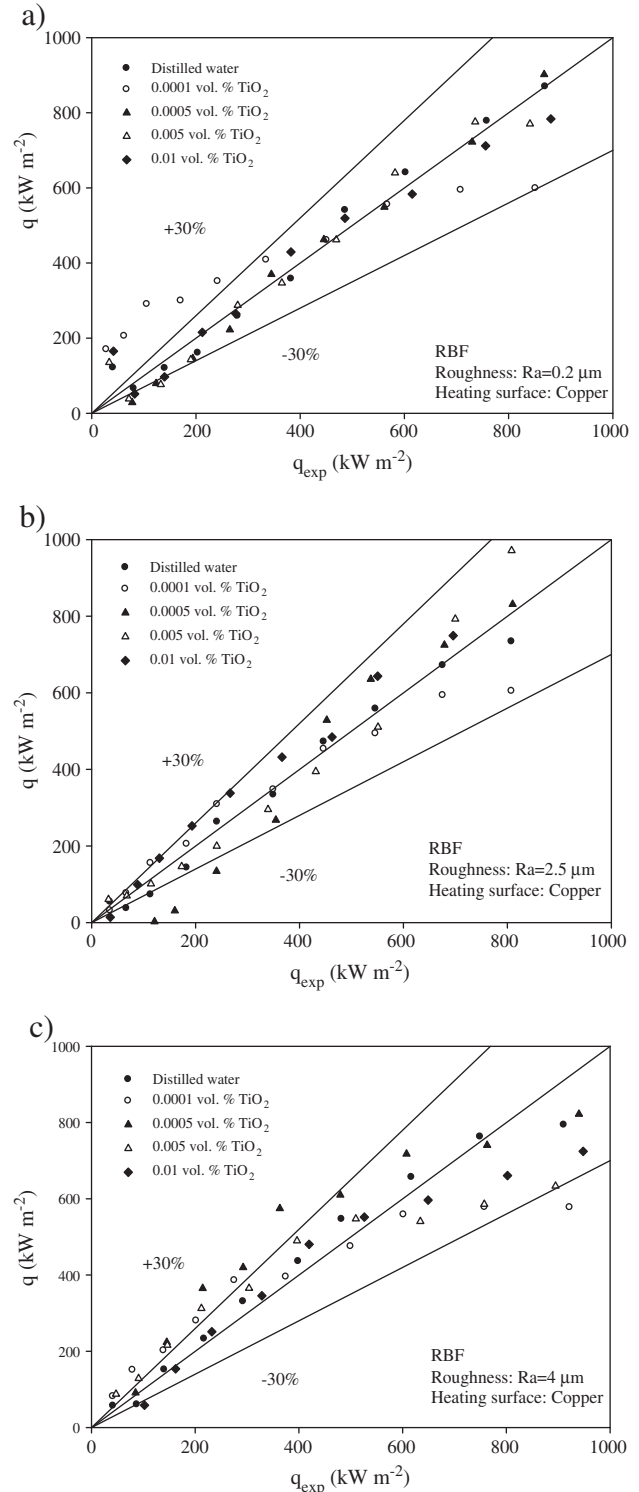 a)
1000
800
600
400
200
0
q (kW m-2)
Distilled water
0.0001 vol. % TiO2
0.0005 vol. % TiO2
0.005 vol. % TiO2
0.01 vol. % TiO2
+30%
-30%
RBF
Roughness: Ra=0.2 μm
Heating surface: Copper
0 200 400 600 800 1000
qexp (kW m-2)
b)
1000
800
600
400
200
0
q (kW m-2)
Distilled water
0.0001 vol. % TiO2
0.0005 vol. % TiO2
0.005 vol. % TiO2
0.01 vol. % TiO2
+30%
-30%
RBF
Roughness: Ra=2.5 μm
Heating surface: Copper
0 200 400 600 800 1000
qexp (kW m-2)
c)
1000
800
600
400
200
0
q (kW m-2)
Distilled water
0.0001 vol. % TiO2
0.0005 vol. % TiO2
0.005 vol. % TiO2
0.01 vol. % TiO2
+30%
-30%
RBF
Roughness: Ra=4 μm
Heating surface: Copper
0 200 400 600 800 1000
qexp (kW m-2)